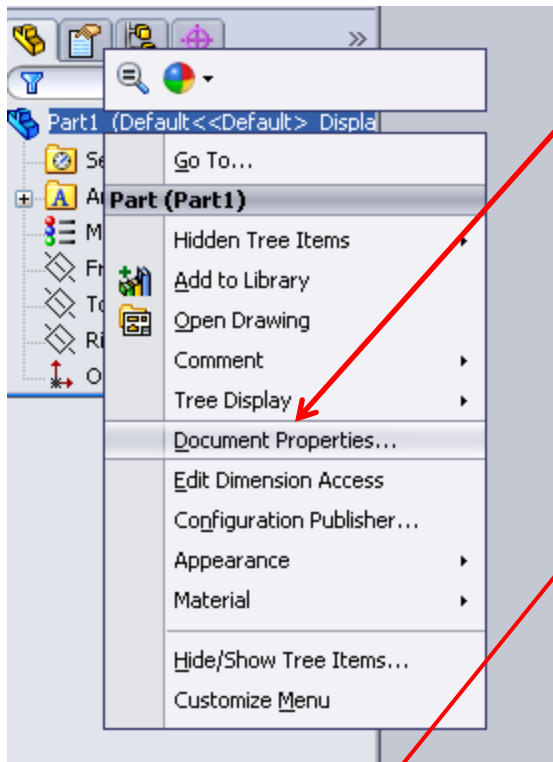 »
Part1 (Default<<Default> Displa
Go To...
Part (Part1)
Hidden Tree Items
Add to Library
Open Drawing
Comment
Tree Display
Document Properties...
Edit Dimension Access
Configuration Publisher...
Appearance
Material
Hide/Show Tree Items...
Customize Menu